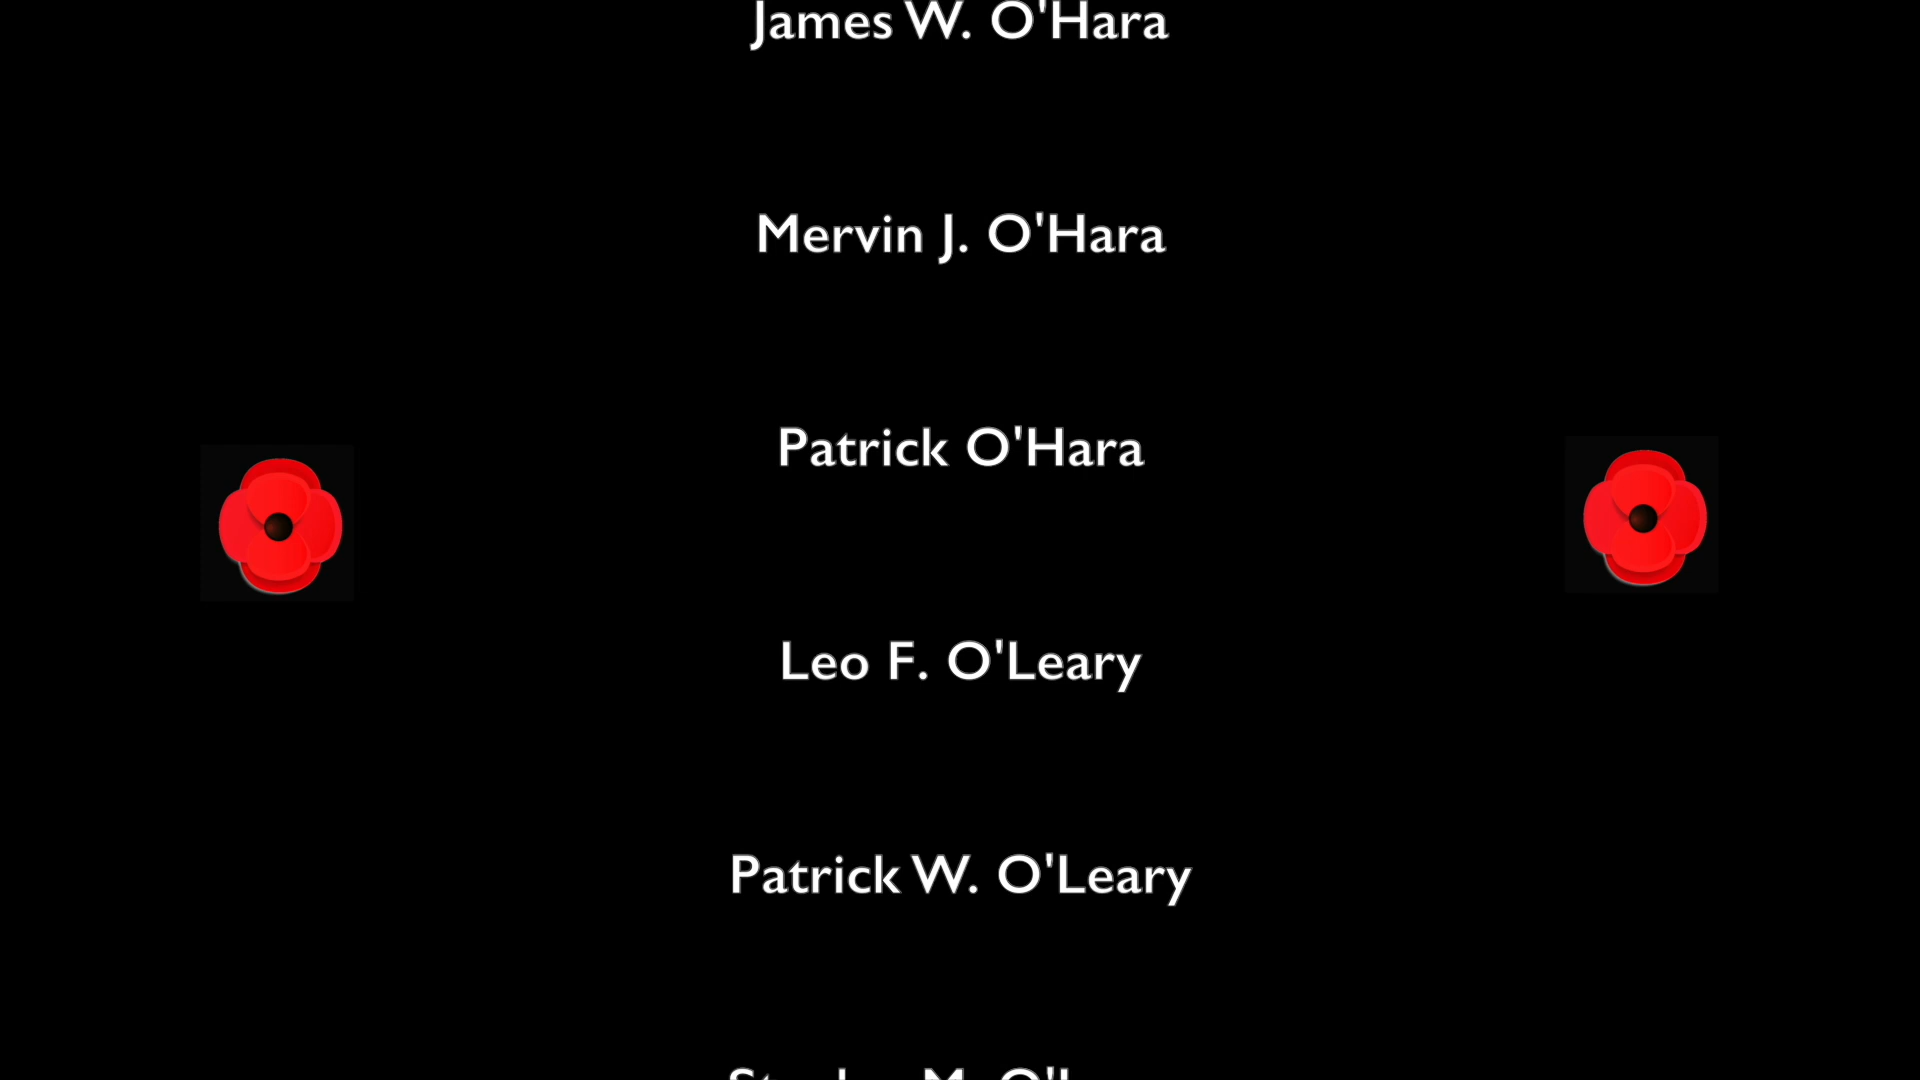 James W. O'Hara
Mervin J. O'Hara
Patrick O'Hara
Leo F. O'Leary
Patrick W. O'Leary
M.